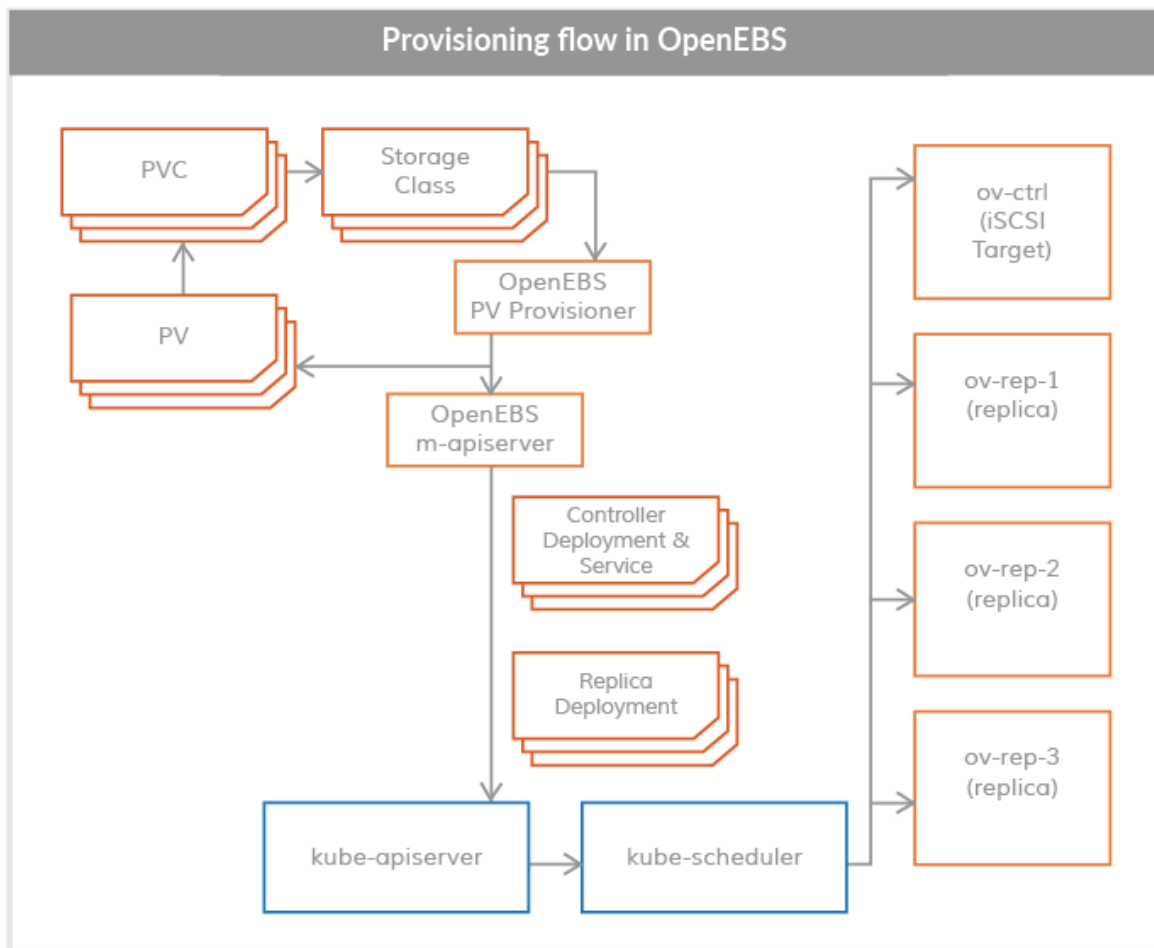 Provisioning flow in OpenEBS
PVC
Storage
Class
OpenEBS
PV Provisioner
PV
OpenEBS
m-apiserver
Controller
Deployment &
Service
Replica
Deployment
kube-apiserver
kube-scheduler
ov-ctrl
(iSCSI
Target)
ov-rep-1
(replica)
ov-rep-2
(replica)
ov-rep-3
(replica)